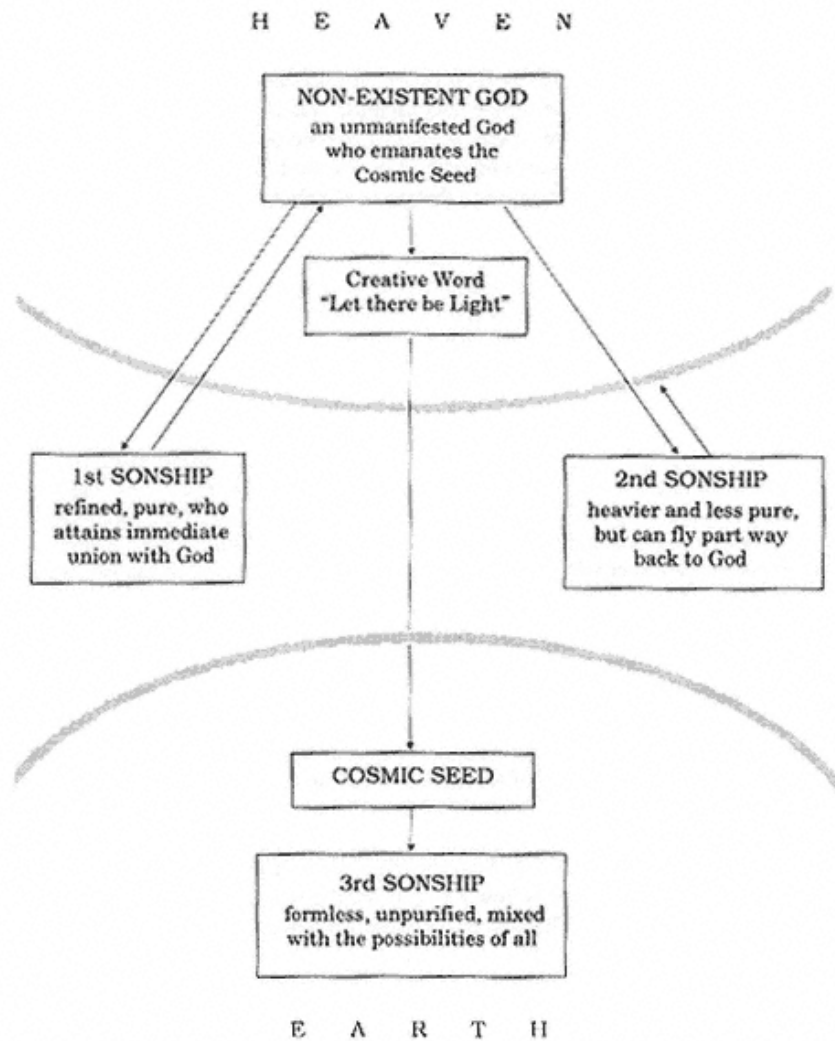 H E A V E N
NON-EXISTENT GOD
an unmanifested God
who emanates the
Cosmic Seed
Creative Word
"Let there be Light"
1st SONSHIP
refined, pure, who
attains immediate
union with God
2nd SONSHIP
heavier and less pure,
but can fly part way
back to God
COSMIC SEED
3rd SONSHIP
formless, unpurified, mixed
with the possibilities of all
E A R T H